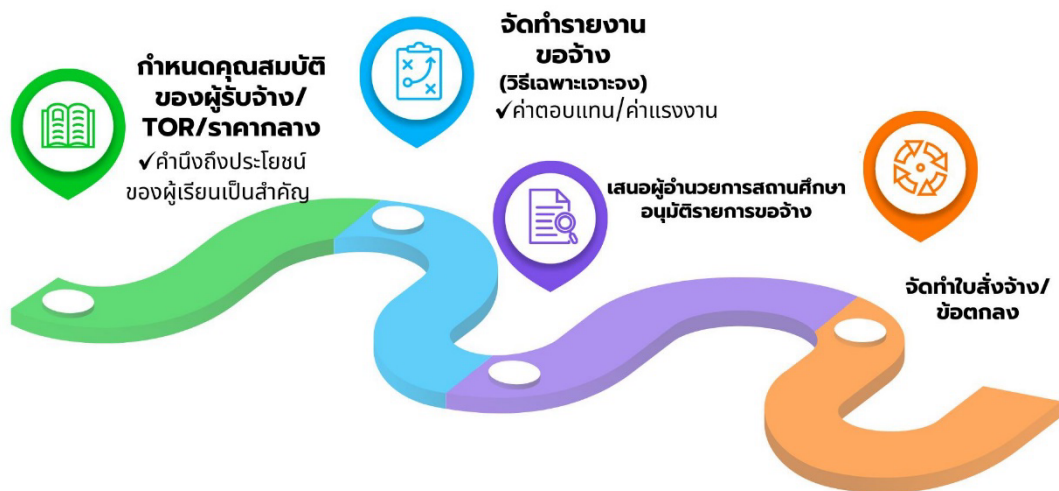 กำหนดคุณสมบัติ
ของผู้รับจ้าง/
TOR/ราคากลาง
✓คำนึงถึงประโยชน์
ของผู้เรียนเป็นสำคัญ
จัดทำรายงาน
ขอจ้าง
(วิธีเฉพาะเจาะจง)
✓ค่าตอบแทน/ค่าแรงงาน
เสนอผู้อำนวยการสถานศึกษา
อนุมัติรายการขอจ้าง
จัดทำใบสั่งจ้าง/
ข้อตกลง